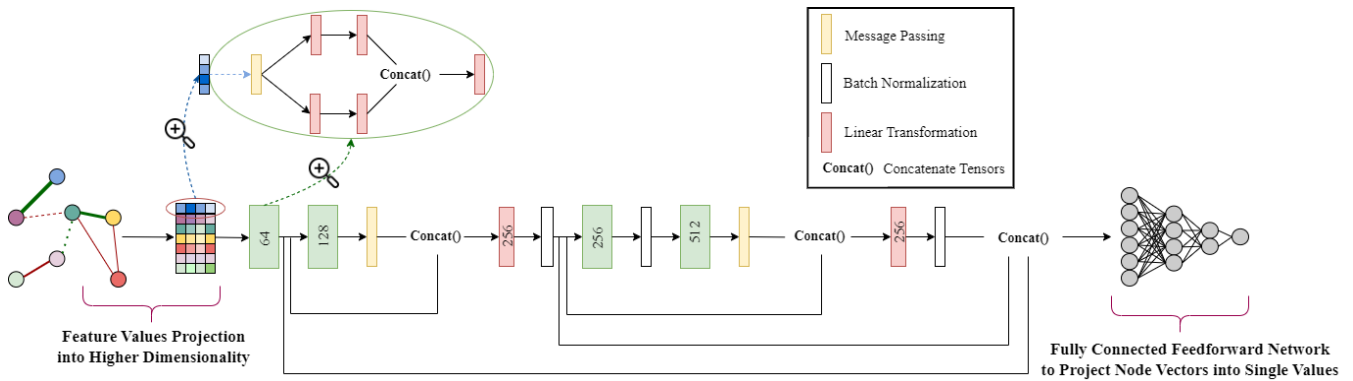 Concat()
Message Passing
Batch Normalization
Linear Transformation
Concat() Concatenate Tensors
64
128
Concat()
256
256
512
Concat()
256
Concat()
Feature Values Projection
into Higher Dimensionality
Fully Connected Feedforward Network
to Project Node Vectors into Single Values